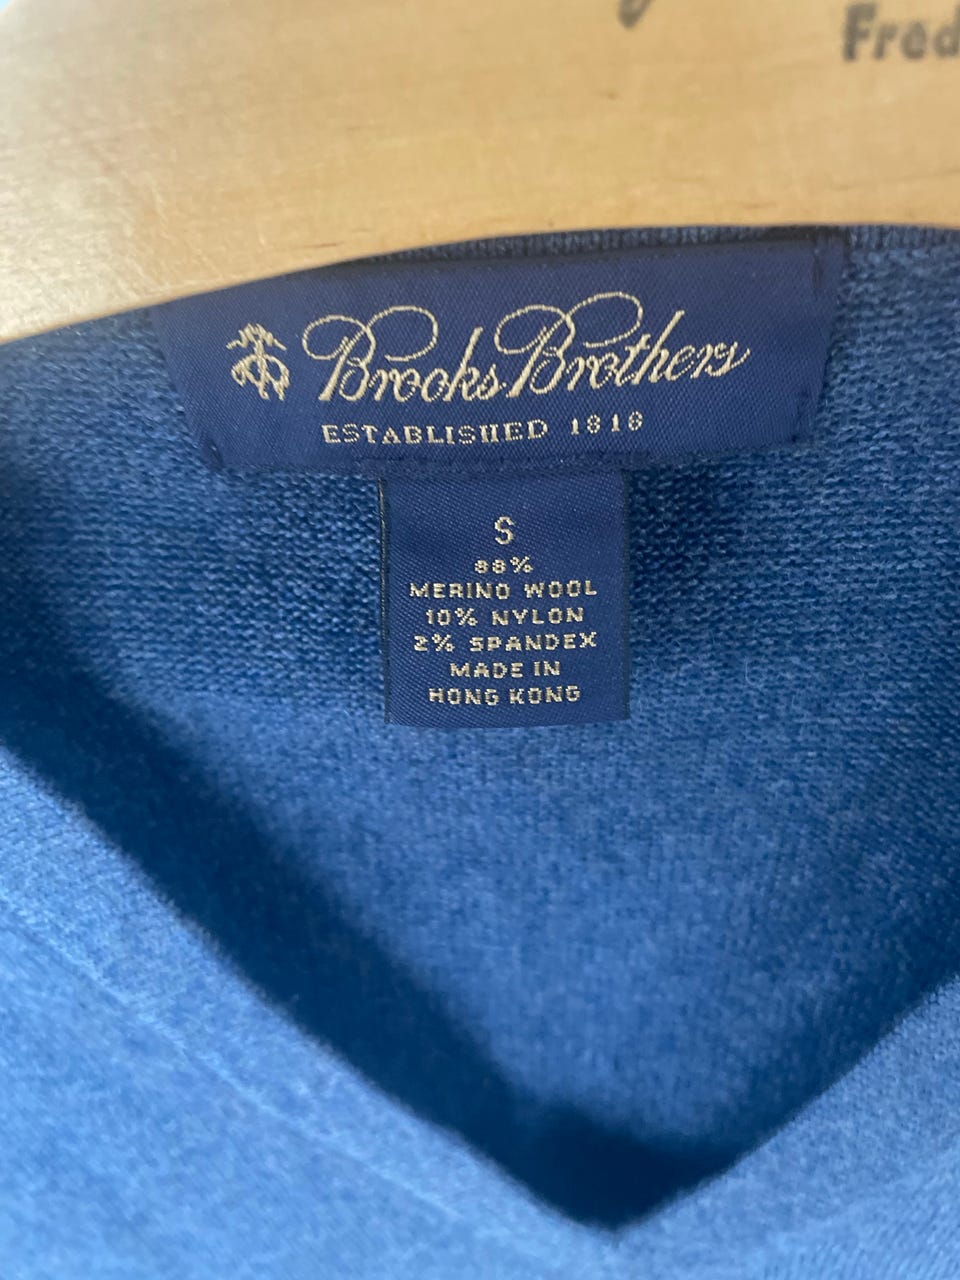 Fred
Brooks Brothers
ESTABLISHED 1818
S
88%
MERINO WOOL
10% NYLON
2% SPANDEX
MADE IN
HONG KONG